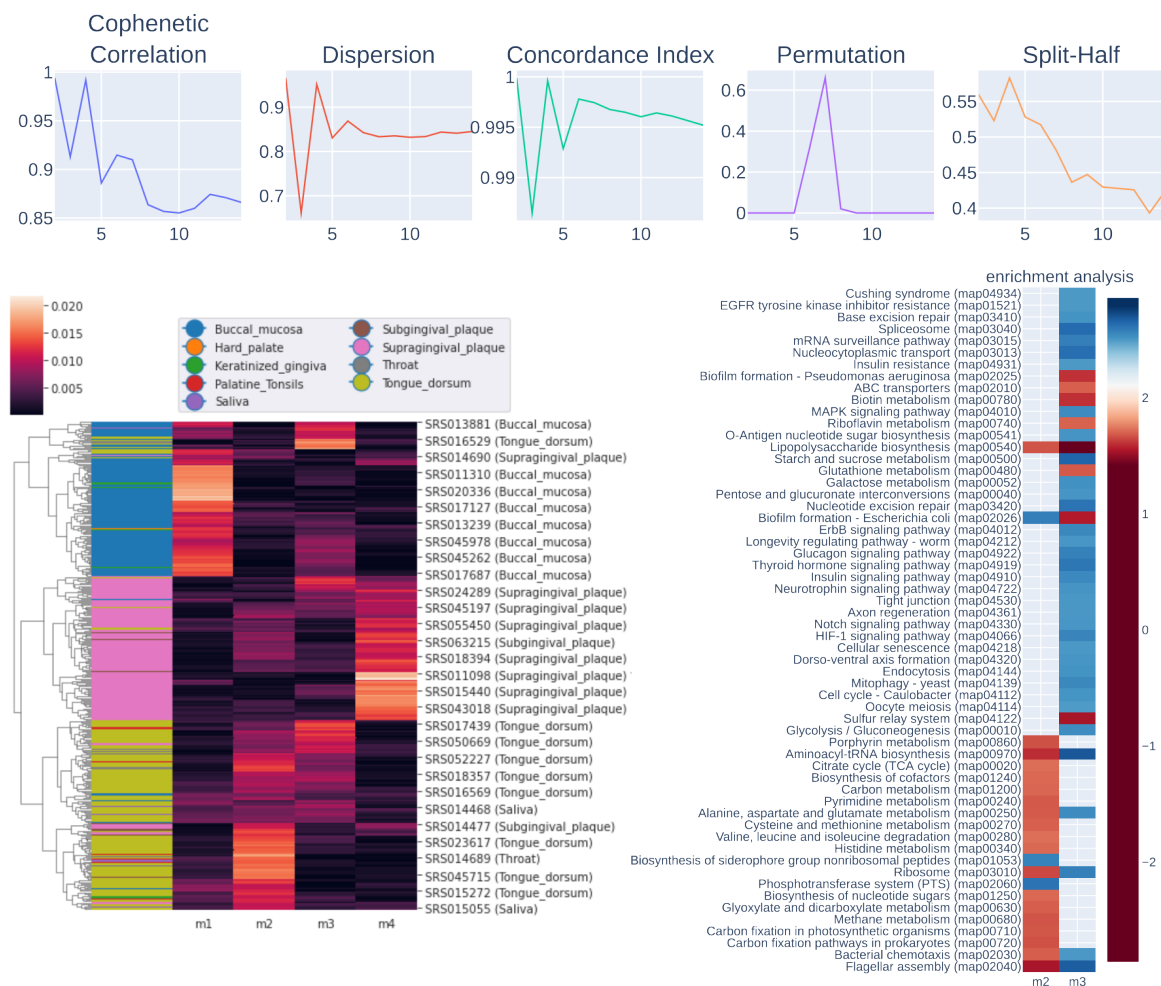 Cophenetic
Correlation
Dispersion
Concordance Index
Permutation
Split-Half
1
0.95
0.9
0.85
5
10
0.9
0.8
0.7
5
10
1
0.995
0.99
5
10
0.6
0.4
0.2
0
5
10
0.55
0.5
0.45
0.4
5
10
0.020
0.015
0.010
0.005
Buccal_mucosa
Hard_palate
Keratinized_gingiva
Palatine_Tonsils
Saliva
Subgingival_plaque
Supragingival_plaque
Throat
Tongue_dorsum
SRS013881 (Buccal_mucosa)
SRS016529 (Tongue_dorsum)
SRS014690 (Supragingival_plaque)
SRS011310 (Buccal_mucosa)
SRS020336 (Buccal_mucosa)
SRS017127 (Buccal_mucosa)
SRS013239 (Buccal_mucosa)
SRS045978 (Buccal_mucosa)
SRS045262 (Buccal_mucosa)
SRS017687 (Buccal_mucosa)
SRS024289 (Supragingival_plaque)
SRS045197 (Supragingival_plaque)
SRS055450 (Supragingival_plaque)
SRS063215 (Subgingival_plaque)
SRS018394 (Supragingival_plaque)
SRS011098 (Supragingival_plaque)
SRS015440 (Supragingival_plaque)
SRS043018 (Supragingival_plaque)
SRS017439 (Tongue_dorsum)
SRS050669 (Tongue_dorsum)
SRS052227 (Tongue_dorsum)
SRS018357 (Tongue_dorsum)
SRS016569 (Tongue_dorsum)
SRS014468 (Saliva)
SRS014477 (Subgingival_plaque)
SRS023617 (Tongue_dorsum)
SRS014689 (Throat)
SRS045715 (Tongue_dorsum)
SRS015272 (Tongue_dorsum)
SRS015055 (Saliva)
m1
m2
m3
m4
enrichment analysis
Cushing syndrome (map04934)
EGFR tyrosine kinase inhibitor resistance (map01521)
Base excision repair (map03410)
Spliceosome (map03040)
mRNA surveillance pathway (map03015)
Nucleocytoplasmic transport (map03013)
Insulin resistance (map04931)
Biofilm formation - Pseudomonas aeruginosa (map02025)
ABC transporters (map02010)
Biotin metabolism (map00780)
MAPK signaling pathway (map04010)
Riboflavin metabolism (map00740)
O-Antigen nucleotide sugar biosynthesis (map00541)
Lipopolysaccharide biosynthesis (map00540)
Starch and sucrose metabolism (map00500)
Glutathione metabolism (map00480)
Galactose metabolism (map00052)
Pentose and glucuronate interconversions (map00040)
Nucleotide excision repair (map03420)
Biofilm formation - Escherichia coli (map02026)
ErbB signaling pathway (map04012)
Longevity regulating pathway - worm (map04212)
Glucagon signaling pathway (map04922)
Thyroid hormone signaling pathway (map04919)
Insulin signaling pathway (map04910)
Neurotrophin signaling pathway (map04722)
Tight junction (map04530)
Axon regeneration (map04361)
Notch signaling pathway (map04330)
HIF-1 signaling pathway (map04066)
Cellular senescence (map04218)
Dorso-ventral axis formation (map04320)
Endocytosis (map04144)
Mitophagy - yeast (map04139)
Cell cycle - Caulobacter (map04112)
Oocyte meiosis (map04114)
Sulfur relay system (map04122)
Glycolysis / Gluconeogenesis (map00010)
Porphyrin metabolism (map00860)
Aminoacyl-tRNA biosynthesis (map00970)
Citrate cycle (TCA cycle) (map00020)
Biosynthesis of cofactors (map01240)
Carbon metabolism (map01200)
Pyrimidine metabolism (map00240)
Alanine, aspartate and glutamate metabolism (map00250)
Cysteine and methionine metabolism (map00270)
Valine, leucine and isoleucine degradation (map00280)
Histidine metabolism (map00340)
Biosynthesis of siderophore group nonribosomal peptides (map01053)
Ribosome (map03010)
Phosphotransferase system (PTS) (map02060)
Biosynthesis of nucleotide sugars (map01250)
Glyoxylate and dicarboxylate metabolism (map00630)
Methane metabolism (map00680)
Carbon fixation in photosynthetic organisms (map00710)
Carbon fixation pathways in prokaryotes (map00720)
Bacterial chemotaxis (map02030)
Flagellar assembly (map02040)
m2
m3
2
1
0
−1
−2